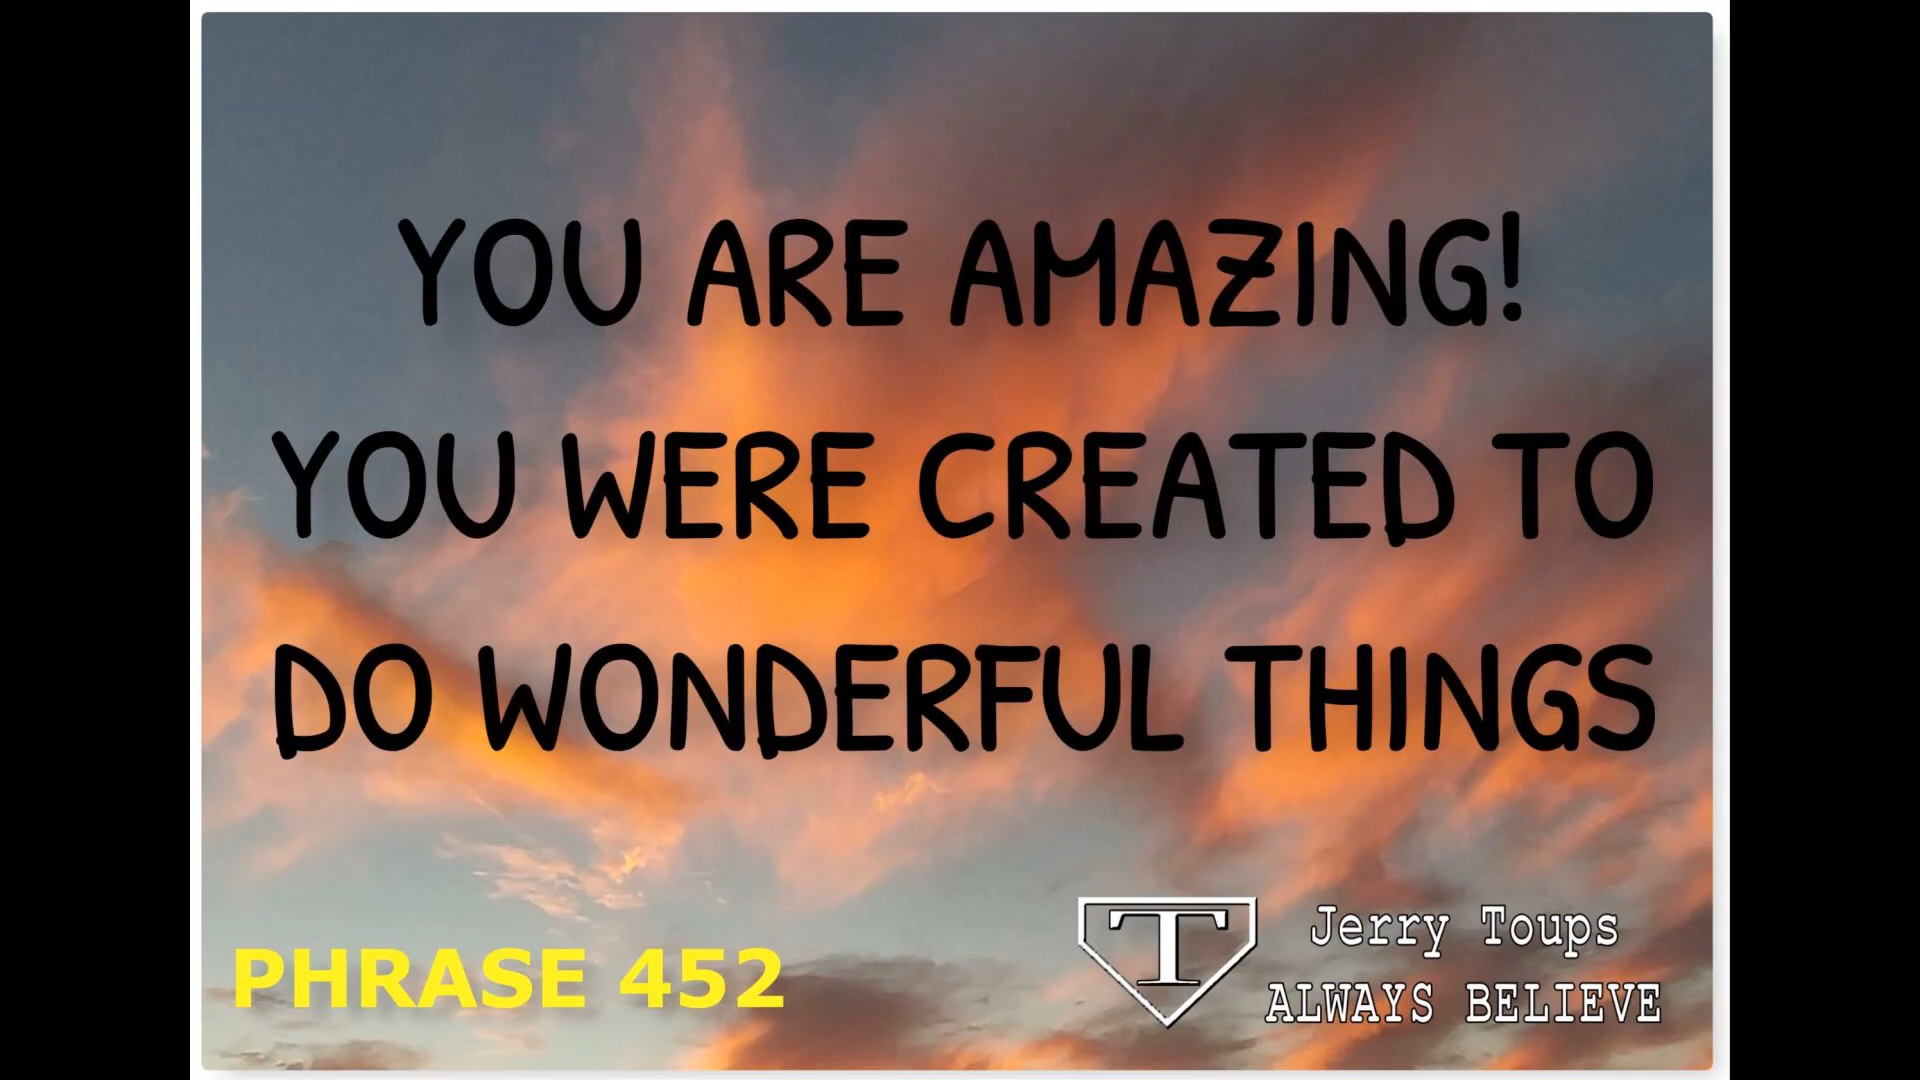 YOU ARE AMAZING!
YOU WERE CREATED TO
DO WONDERFUL THINGS
PHRASE 452
T
Jerry Toups
ALWAYS BELIEVE